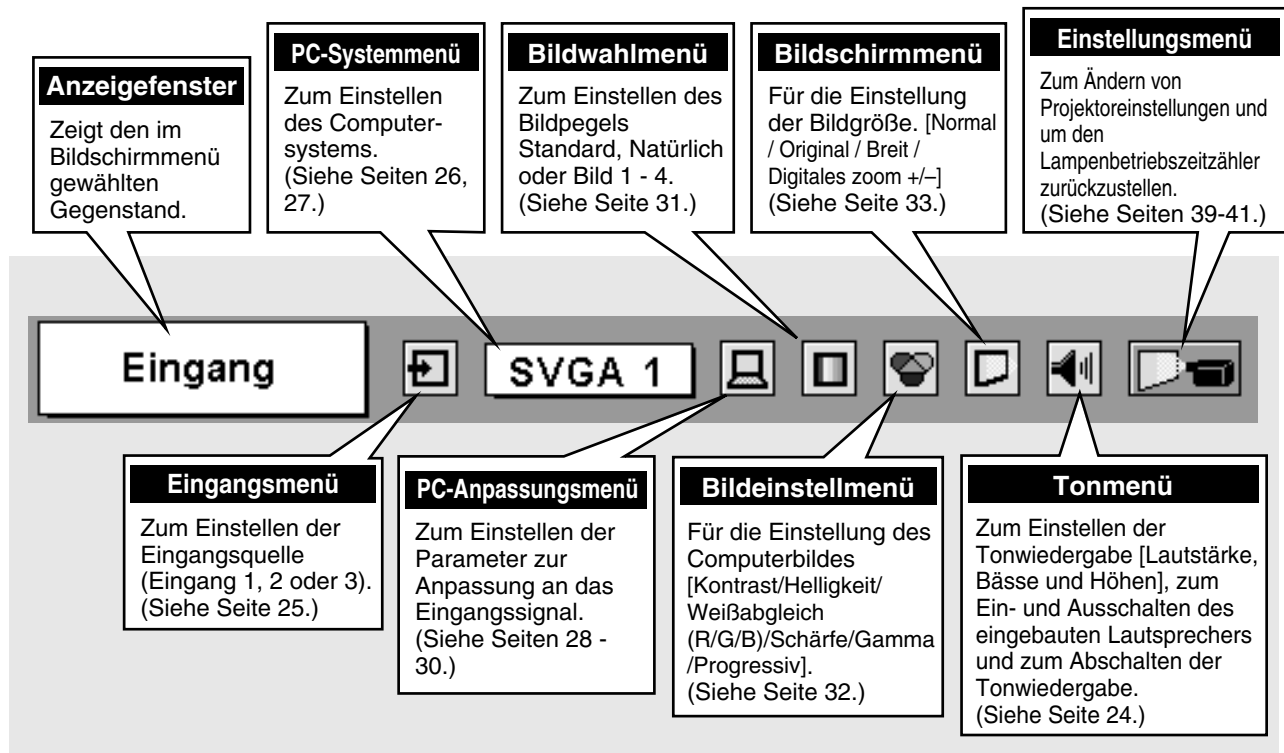 Anzeigefenster
Zeigt den im
Bildschirmmenü
gewählten
Gegenstand.
PC-Systemmenü
Zum Einstellen
des Computer-
systems.
(Siehe Seiten 26,
27.)
Bildwahlmenü
Zum Einstellen des
Bildpegels
Standard, Natürlich
oder Bild 1 - 4.
(Siehe Seite 31.)
Bildschirmmenü
Für die Einstellung
der Bildgröße. [Normal
/ Original / Breit /
Digitales zoom +/–]
(Siehe Seite 33.)
Einstellungsmenü
Zum Ändern von
Projektoreinstellungen und
um den
Lampenbetriebszeitzähler
zurückzustellen.
(Siehe Seiten 39-41.)
Eingang
SVGA 1
Eingangsmenü
Zum Einstellen der
Eingangsquelle
(Eingang 1, 2 oder 3).
(Siehe Seite 25.)
PC-Anpassungsmenü
Zum Einstellen der
Parameter zur
Anpassung an das
Eingangssignal.
(Siehe Seiten 28 -
30.)
Bildeinstellmenü
Für die Einstellung des
Computerbildes
[Kontrast/Helligkeit/
Weißabgleich
(R/G/B)/Schärfe/Gamma
/Progressiv].
(Siehe Seite 32.)
Tonmenü
Zum Einstellen der
Tonwiedergabe [Lautstärke,
Bässe und Höhen], zum
Ein- und Ausschalten des
eingebauten Lautsprechers
und zum Abschalten der
Tonwiedergabe.
(Siehe Seite 24.)